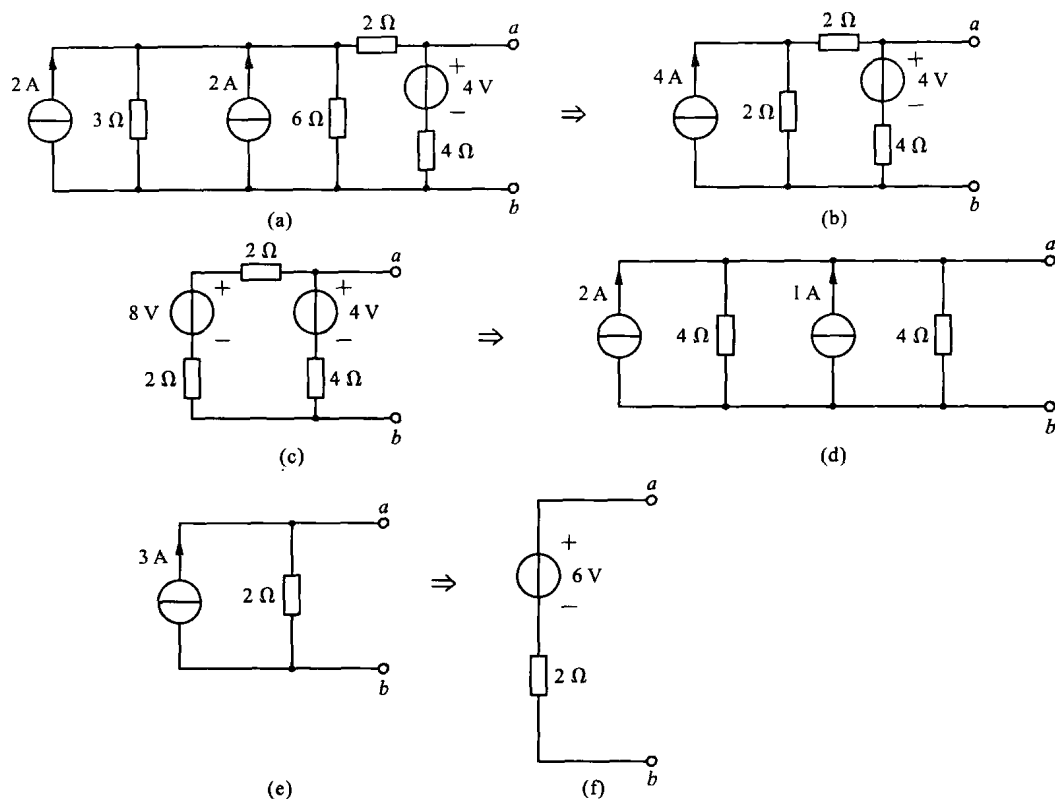 2 Ω a 2 Ω a
2 A 3 Ω 2 A 6 Ω + 4 V − 4 Ω ⇒ 4 A 2 Ω + 4 V − 4 Ω
b b
(a) (b)
2 Ω a a
8 V + − 2 Ω + 4 V − 4 Ω ⇒ 2 A 4 Ω 1 A 4 Ω
b b
(c) (d)
a a
3 A 2 Ω ⇒ + 6 V − 2 Ω
b b
(e) (f)